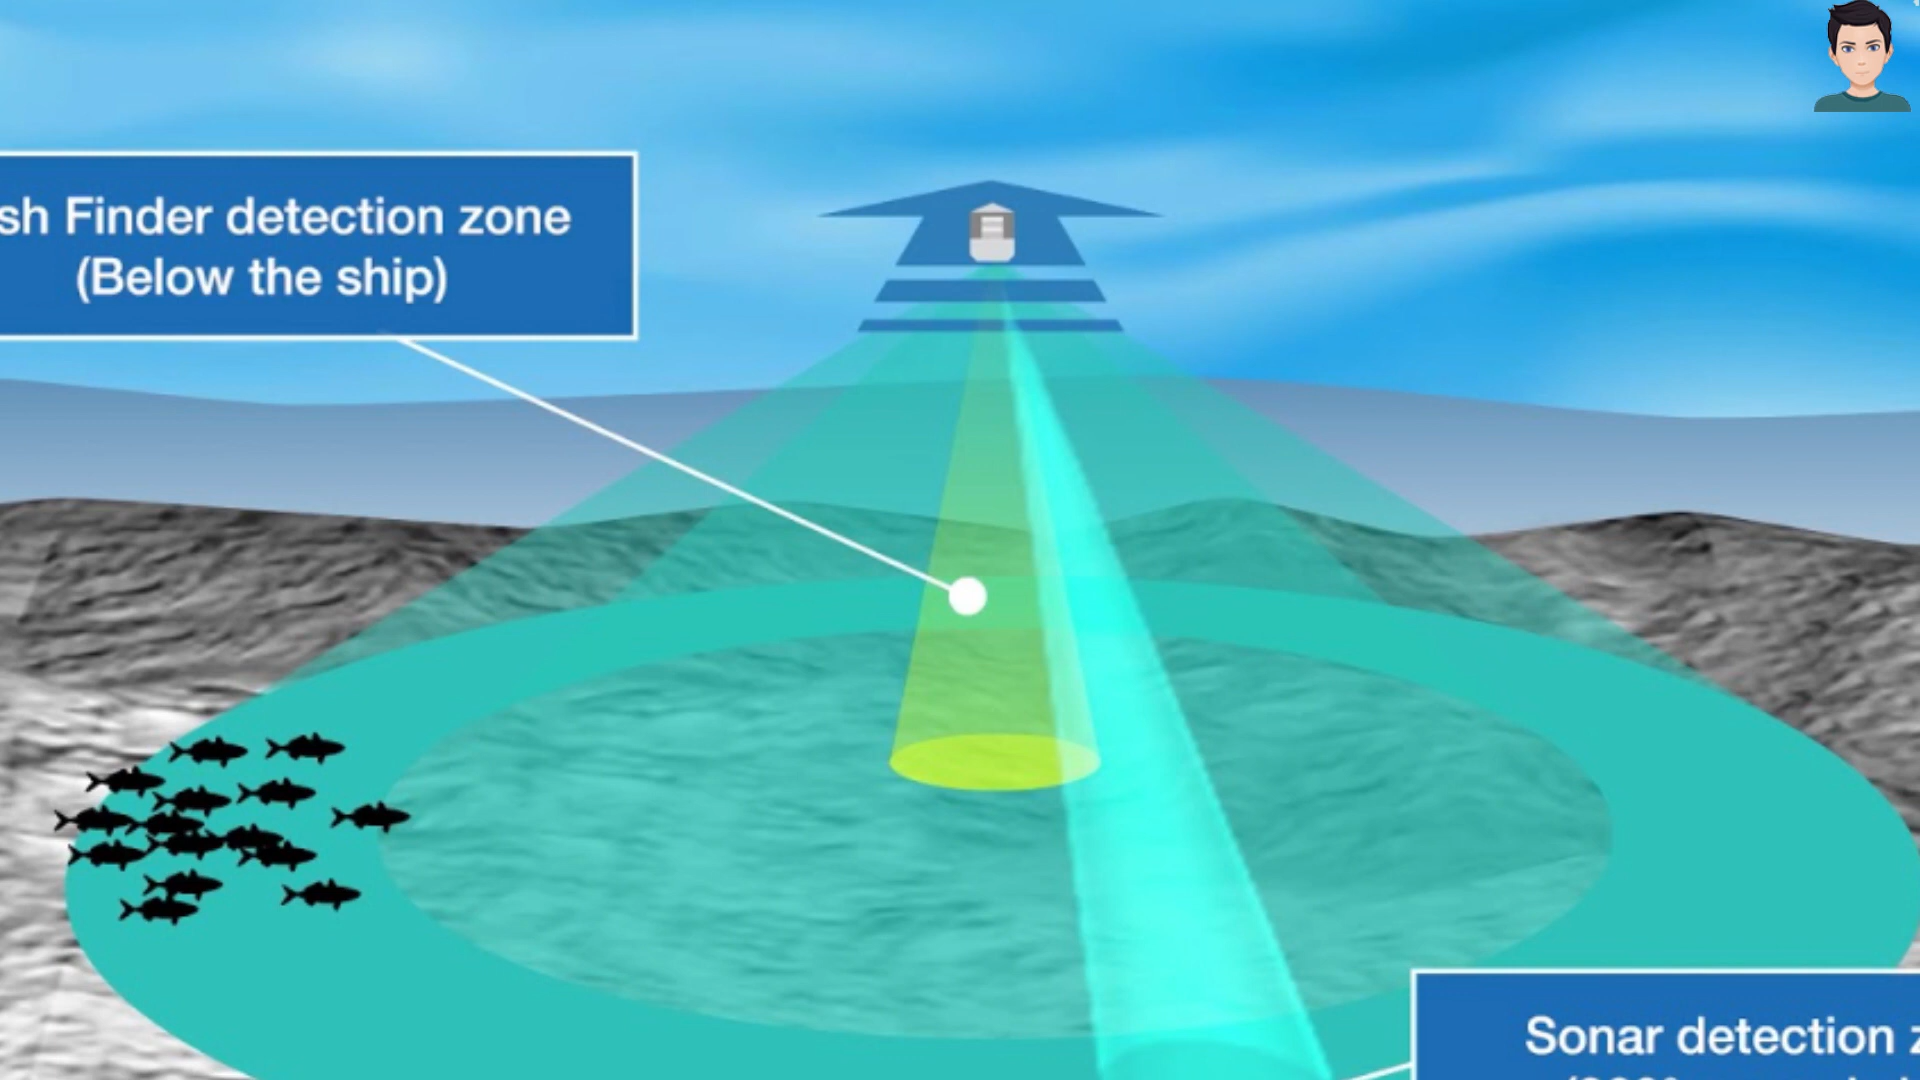 sh Finder detection zone
(Below the ship)
Sonar detection z